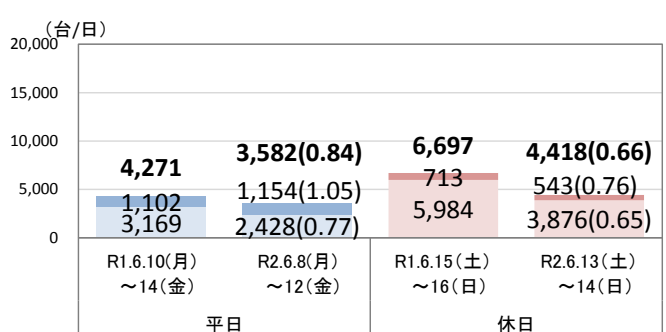 （台/日）
20,000
15,000
10,000
5,000
0
4,271
1,102
3,169
3,582(0.84)
1,154(1.05)
2,428(0.77)
6,697
713
5,984
4,418(0.66)
543(0.76)
3,876(0.65)
R1.6.10(月)
～14(金)
R2.6.8(月)
～12(金)
R1.6.15(土)
～16(日)
R2.6.13(土)
～14(日)
平日
休日